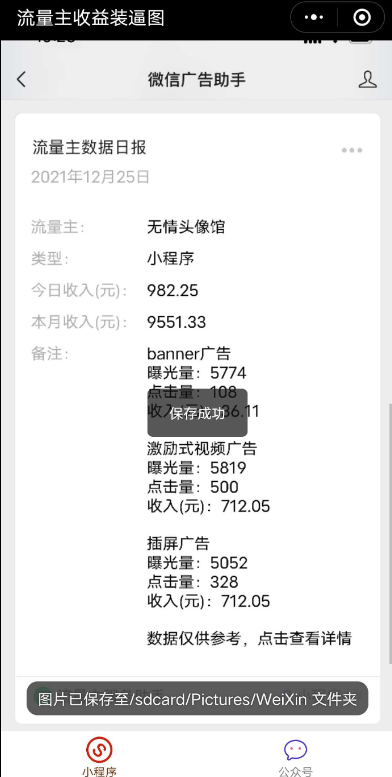 流量主收益装逼图
微信广告助手
流量主数据日报
2021年12月25日
流量主: 无情头像馆
类型: 小程序
今日收入(元): 982.25
本月收入(元): 9551.33
备注: banner广告
曝光量: 5774
点击量: 108
保存成功
激励式视频广告
曝光量: 5819
点击量: 500
收入(元): 712.05
插屏广告
曝光量: 5052
点击量: 328
收入(元): 712.05
数据仅供参考，点击查看详情
图片已保存至/sdcard/Pictures/WeiXin 文件夹
小程序
公众号